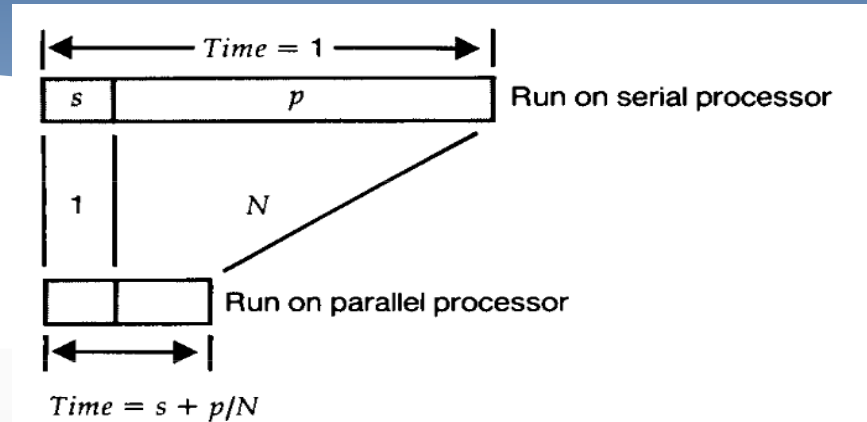 Time = 1
s p Run on serial processor
1 N
Run on parallel processor
Time = s + p/N